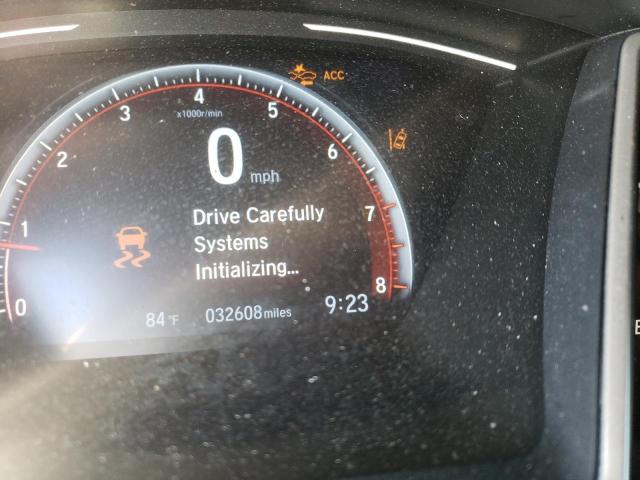 ACC
4
x1000r/min
3
5
2
6
0 mph
1
7
Drive Carefully
Systems
Initializing...
0
8
84°F
032608 miles
9:23